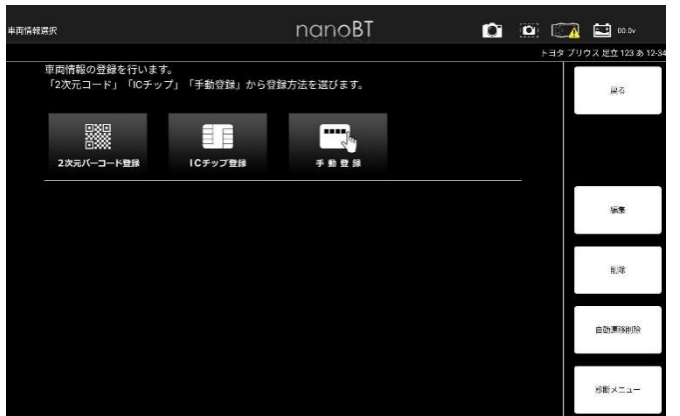 車両情報選択
nanoBT
00.0v
トヨタ プリウス 足立 123 あ 12-34
車両情報の登録を行います。
「2次元コード」「ICチップ」「手動登録」から登録方法を選びます。
戻る
2次元バーコード登録
ICチップ登録
手動登録
編集
削除
自動遷移削除
診断メニュー